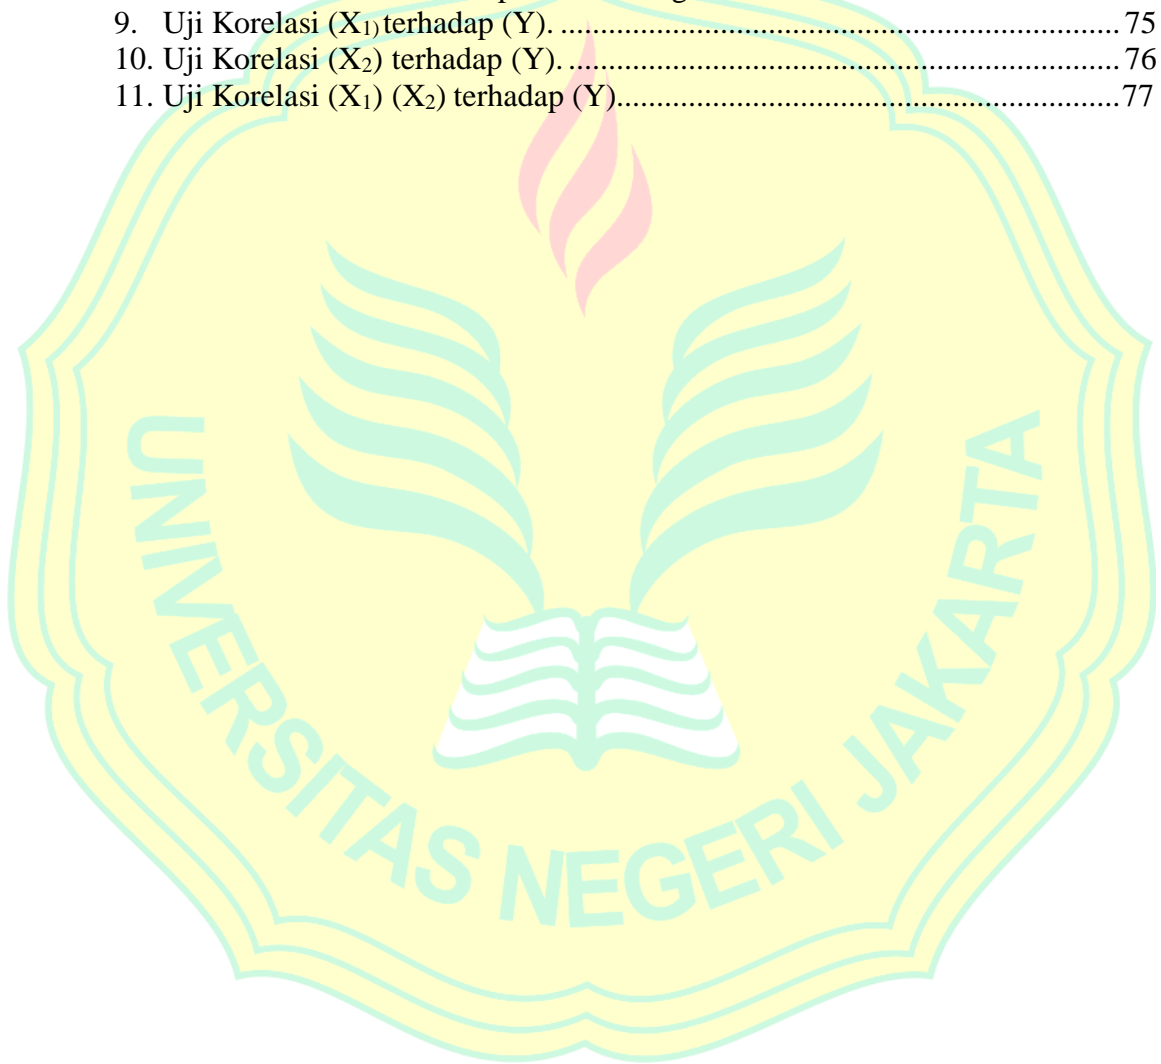 9. Uji Korelasi (X₁) terhadap (Y). ........................................................................................ 75
10. Uji Korelasi (X₂) terhadap (Y). ....................................................................................... 76
11. Uji Korelasi (X₁) (X₂) terhadap (Y)................................................................................77
UNIVERSITAS NEGERI JAKARTA